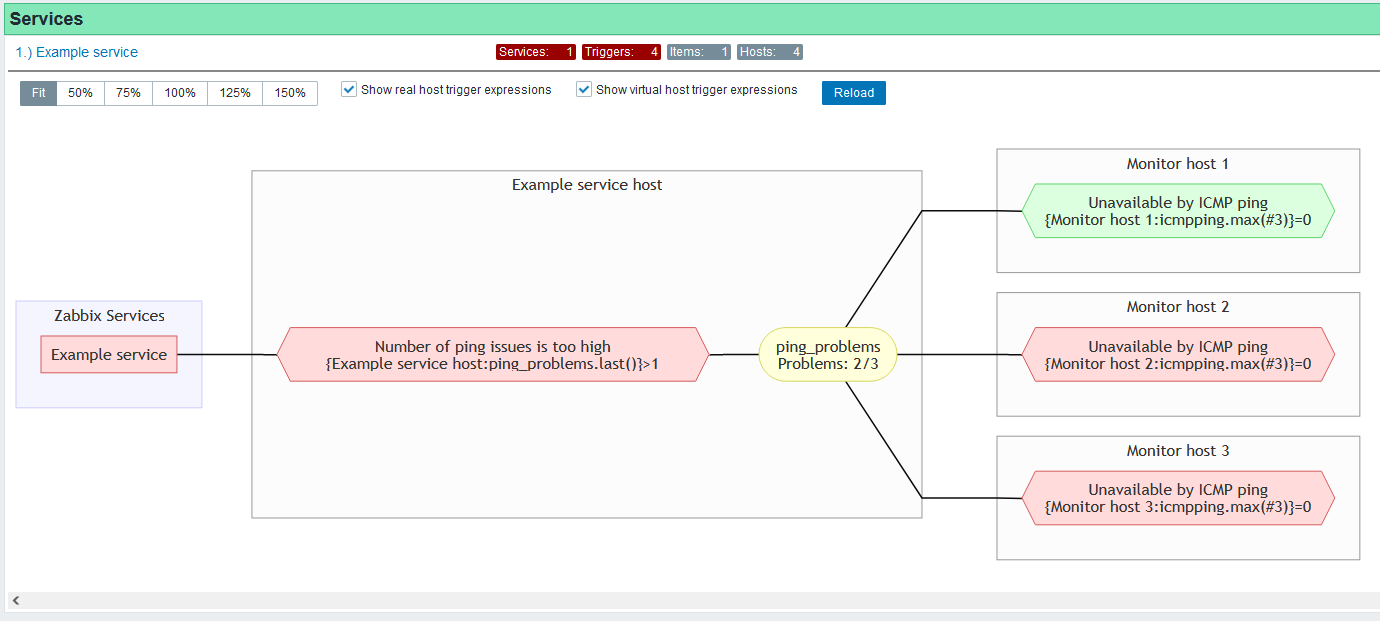 Services
1.) Example service
Services: 1 Triggers: 4 Items: 1 Hosts: 4
Fit 50% 75% 100% 125% 150% Show real host trigger expressions Show virtual host trigger expressions Reload
Monitor host 1
Unavailable by ICMP ping
{Monitor host 1:icmpping.max(#3)}=0
Example service host
Zabbix Services
Example service
Number of ping issues is too high
{Example service host:ping_problems.last()}>1
ping_problems
Problems: 2/3
Monitor host 2
Unavailable by ICMP ping
{Monitor host 2:icmpping.max(#3)}=0
Monitor host 3
Unavailable by ICMP ping
{Monitor host 3:icmpping.max(#3)}=0